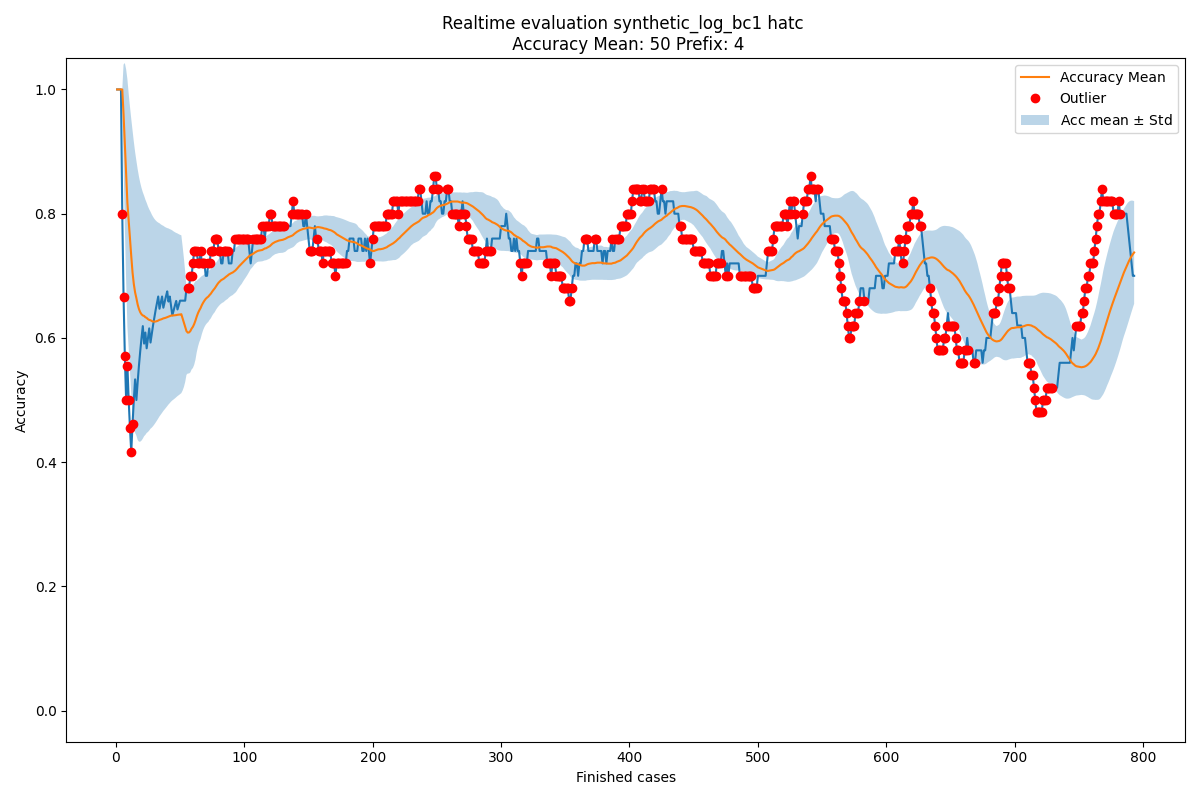 Realtime evaluation synthetic_log_bc1 hatc
Accuracy Mean: 50 Prefix: 4
Accuracy Mean
Outlier
Acc mean ± Std
1.0
0.8
0.6
0.4
0.2
0.0
Accuracy
0 100 200 300 400 500 600 700 800
Finished cases